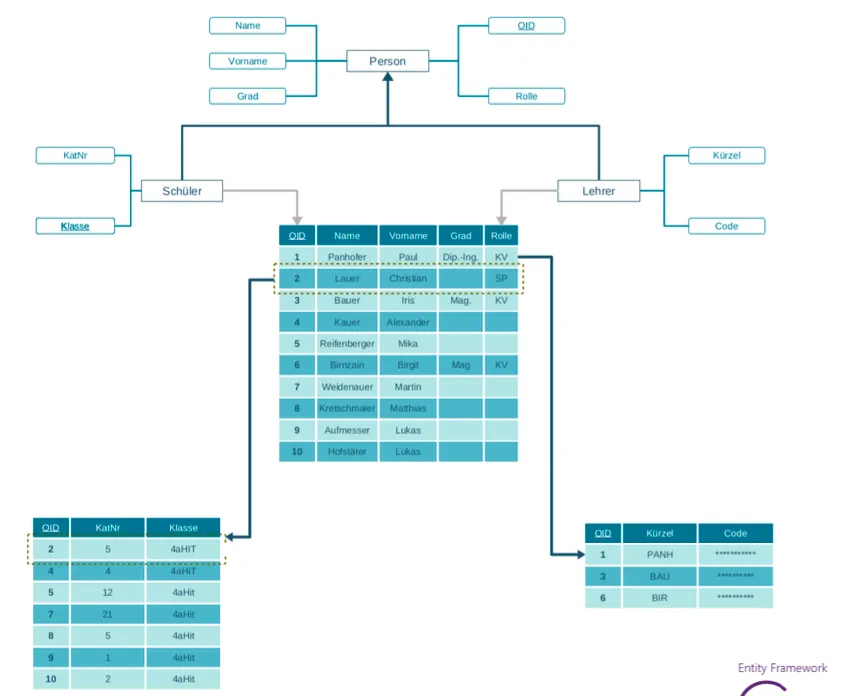 Name
OID
Vorname
Person
Grad
Rolle
KatNr
Kürzel
Schüler
Lehrer
Klasse
Code
OID Name Vorname Grad Rolle
1 Panhofer Paul Dip.-Ing. KV
2 Lauer Christian SP
3 Bauer Iris Mag. KV
4 Kauer Alexander
5 Reifenberger Mika
6 Birnzain Birgit Mag KV
7 Weidenauer Martin
8 Kretschmaier Matthias
9 Aufmesser Lukas
10 Hofstäter Lukas
OID KatNr Klasse
2 5 4aHIT
4 4 4aHiT
5 12 4aHit
7 21 4aHit
8 5 4aHit
9 1 4aHit
10 2 4aHit
OID Kürzel Code
1 PANH ***********
3 BAU **********
6 BIR **********
Entity Framework